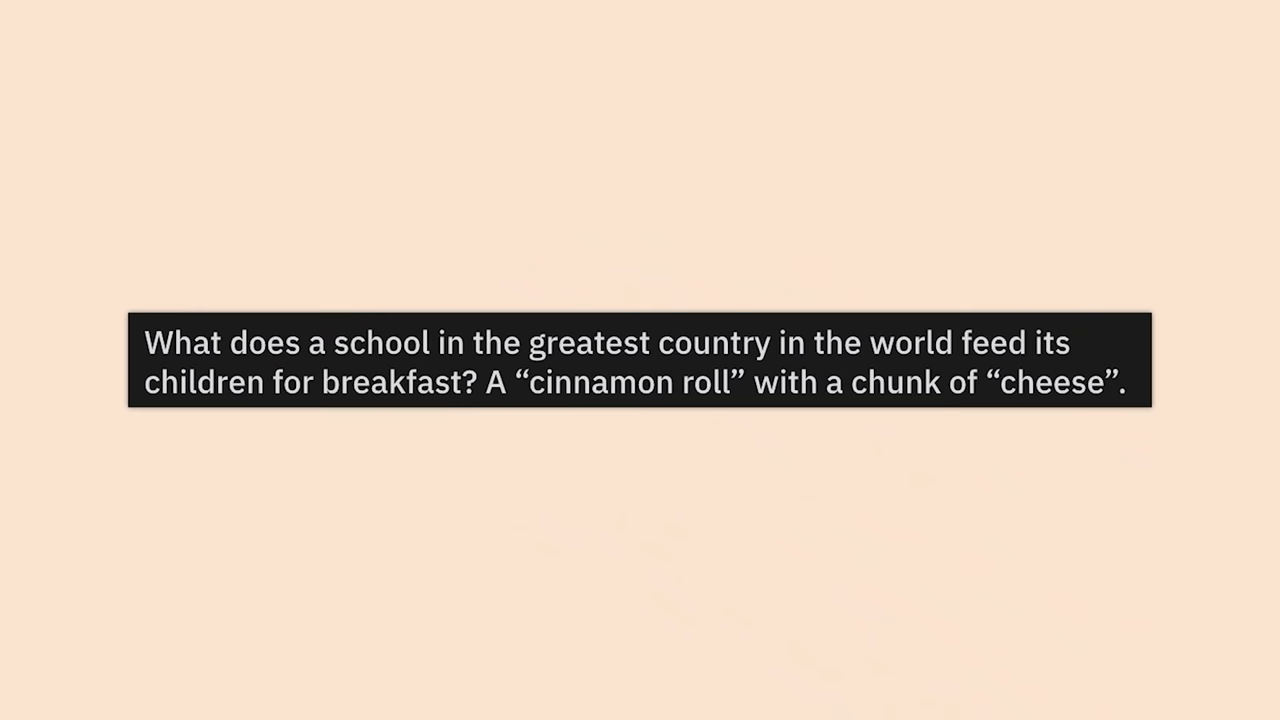 What does a school in the greatest country in the world feed its
children for breakfast? A “cinnamon roll” with a chunk of “cheese”.